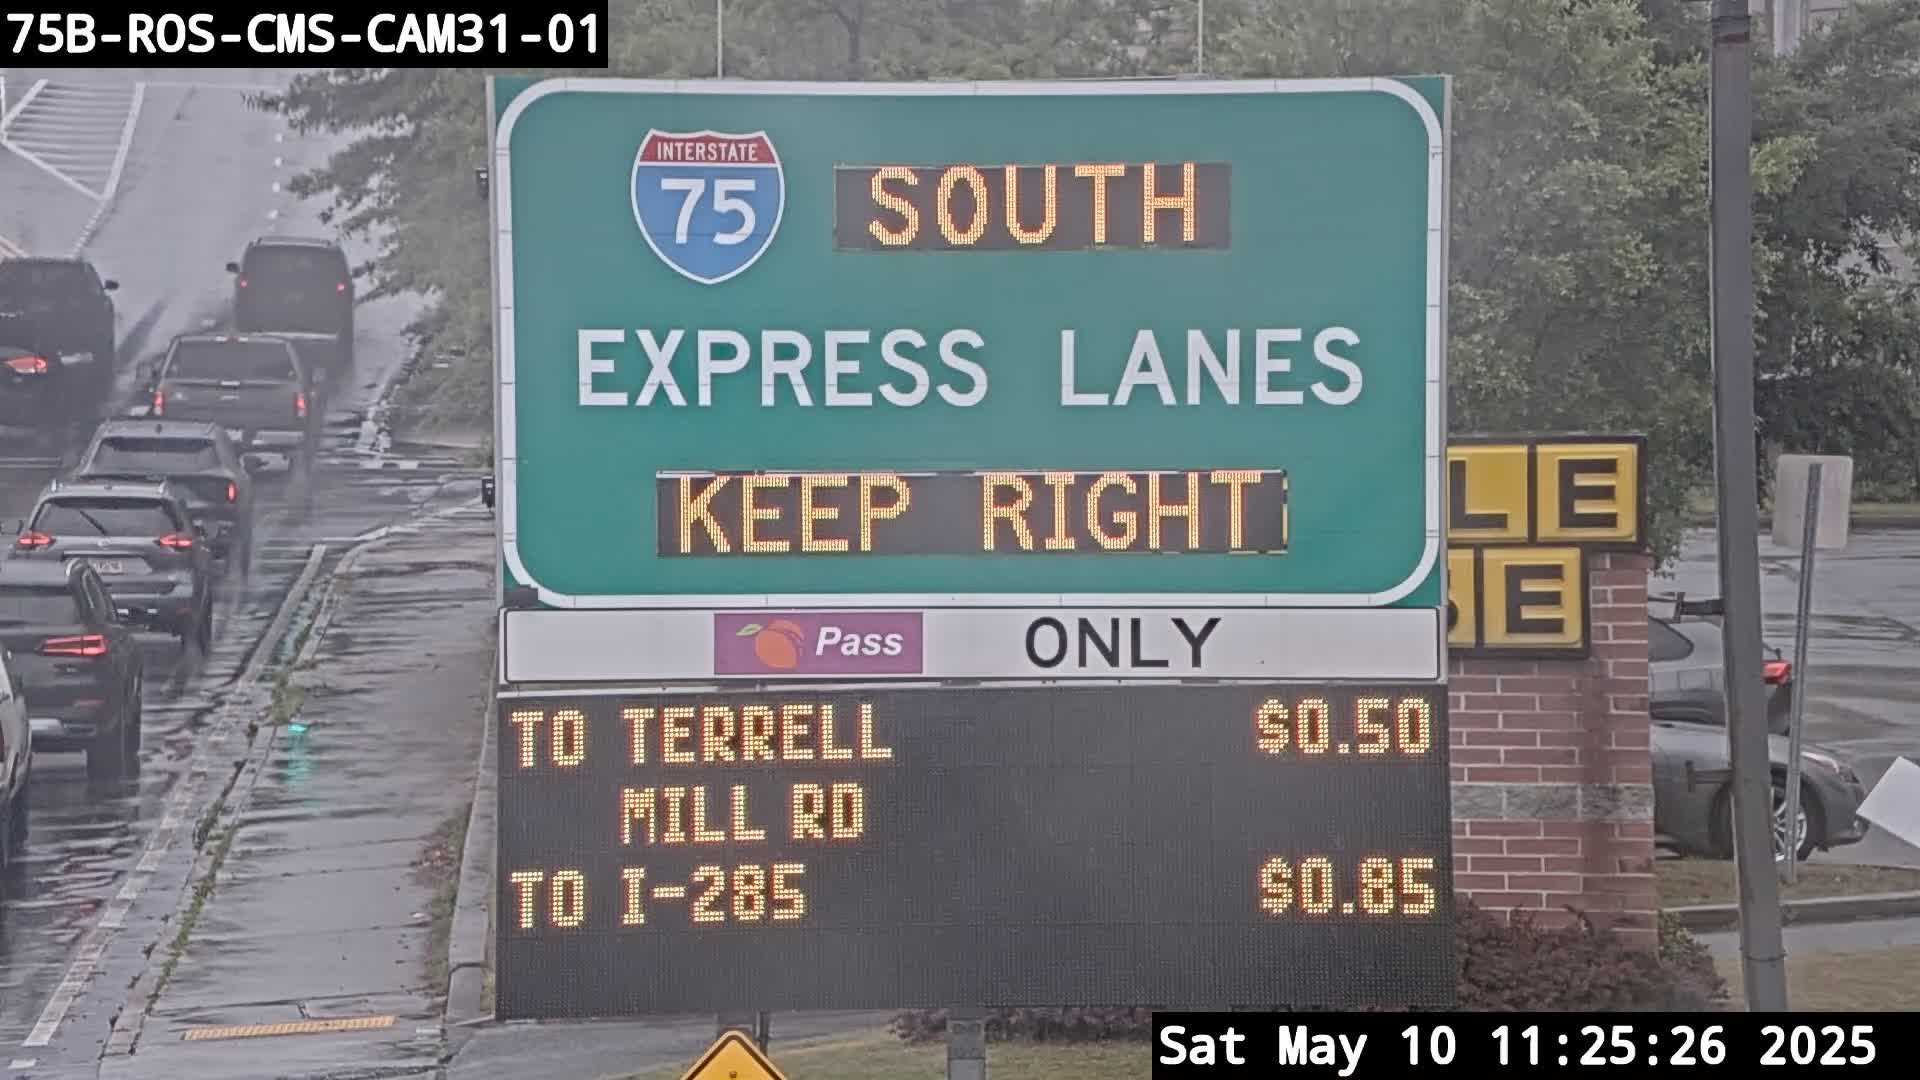 75B-ROS-CMS-CAM31-01
INTERSTATE
75
SOUTH
EXPRESS LANES
KEEP RIGHT
Pass ONLY
TO TERRELL $0.50
MILL RD
TO I-285 $0.85
LE
E
Sat May 10 11:25:26 2025